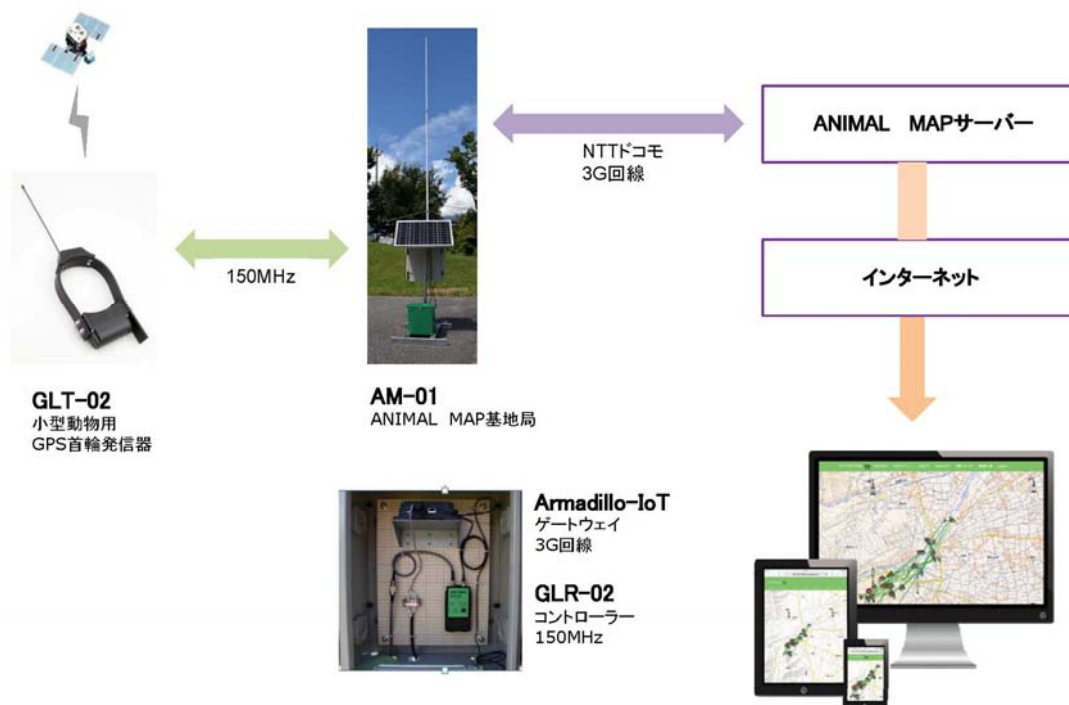 ANIMAL　MAPサーバー
NTTドコモ
3G回線
150MHz
インターネット
GLT-02
小型動物用
GPS首輪発信器
AM-01
ANIMAL　MAP基地局
Armadillo-IoT
ゲートウェイ
3G回線
GLR-02
コントローラー
150MHz